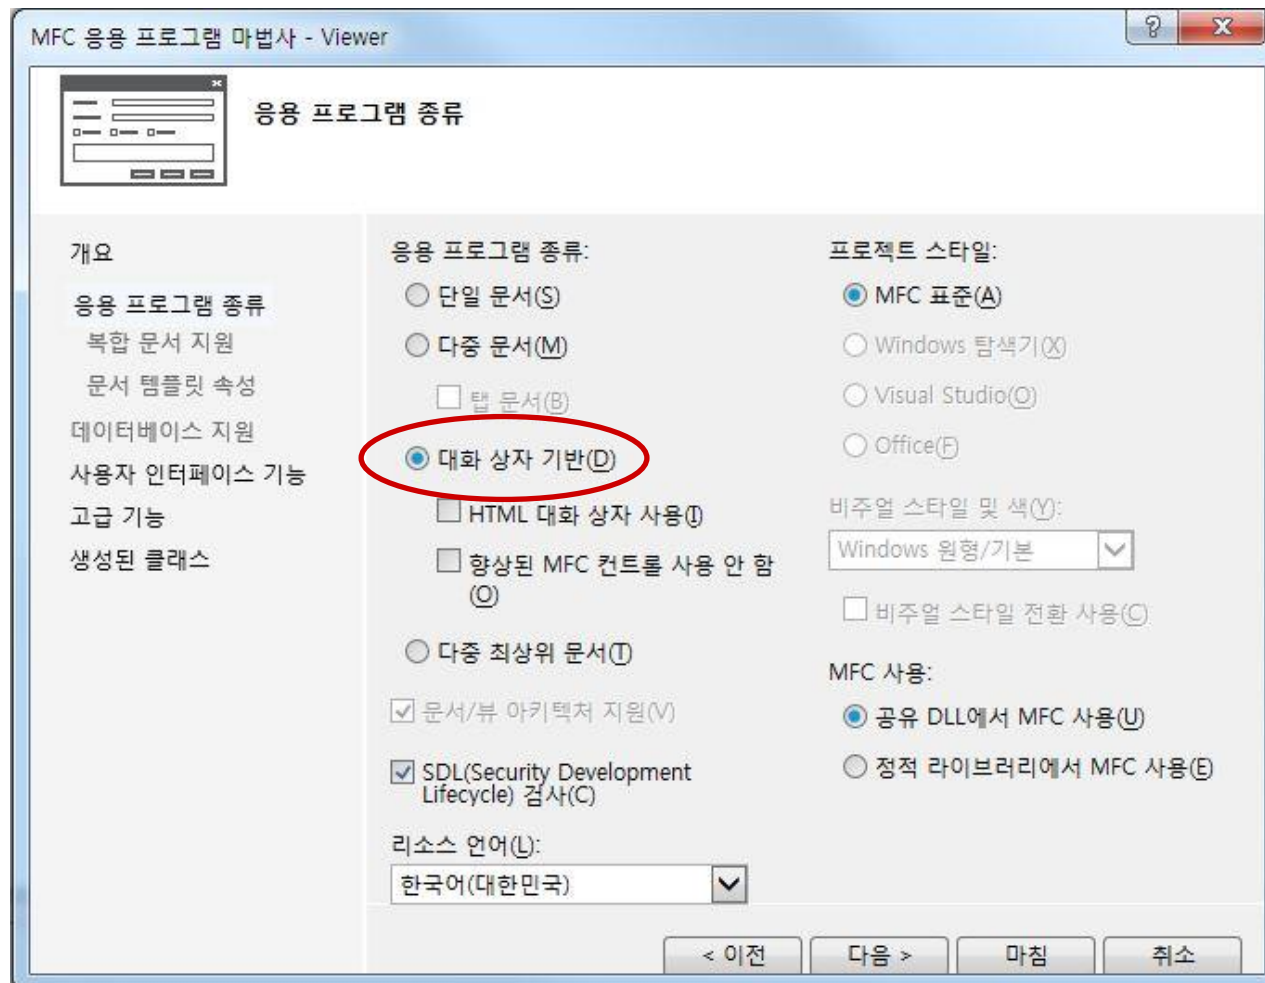 MFC 응용 프로그램 마법사 - Viewer
응용 프로그램 종류
개요
응용 프로그램 종류
복합 문서 지원
문서 템플릿 속성
데이터베이스 지원
사용자 인터페이스 기능
고급 기능
생성된 클래스
응용 프로그램 종류:
단일 문서(S)
다중 문서(M)
탭 문서(B)
대화 상자 기반(D)
HTML 대화 상자 사용(I)
향상된 MFC 컨트롤 사용 안 함
(O)
다중 최상위 문서(T)
문서/뷰 아키텍처 지원(V)
SDL(Security Development
Lifecycle) 검사(C)
리소스 언어(L):
한국어(대한민국)
프로젝트 스타일:
MFC 표준(A)
Windows 탐색기(X)
Visual Studio(O)
Office(F)
비주얼 스타일 및 색(Y):
Windows 원형/기본
비주얼 스타일 전환 사용(C)
MFC 사용:
공유 DLL에서 MFC 사용(U)
정적 라이브러리에서 MFC 사용(E)
< 이전
다음 >
마침
취소